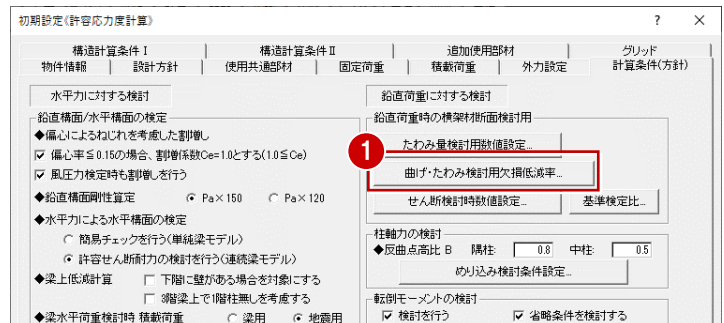 初期設定《許容応力度計算》 ? ×
構造計算条件Ⅰ 構造計算条件Ⅱ 追加使用部材 グリッド
物件情報 設計方針 使用共通部材 固定荷重 積載荷重 外力設定 計算条件(方針)
水平力に対する検討
鉛直構面/水平構面の検定
◆偏心によるねじれを考慮した割増し
偏心率≦0.15の場合、割増係数Ce=1.0とする(1.0≦Ce)
風圧力検定時も割増しを行う
◆鉛直構面剛性算定 Pa×150 Pa×120
◆水平力による水平構面の検定
簡易チェックを行う(単純梁モデル)
許容せん断耐力の検討を行う(連続梁モデル)
◆梁上低減計算 下階に壁がある場合を対象にする
3階梁上で1階柱無しを考慮する
◆梁水平荷重検討時 積載荷重 梁用 地震用
鉛直荷重に対する検討
鉛直荷重時の横架材断面検討用
たわみ量検討用数値設定...
1
曲げ・たわみ検討用欠損低減率...
せん断検討時数値設定... 基準検定比...
柱軸力の検討
◆反曲点高比 B 隅柱: 0.8 中柱: 0.5
めり込み検討条件設定...
転倒モーメントの検討
検討を行う 省略条件を検討する